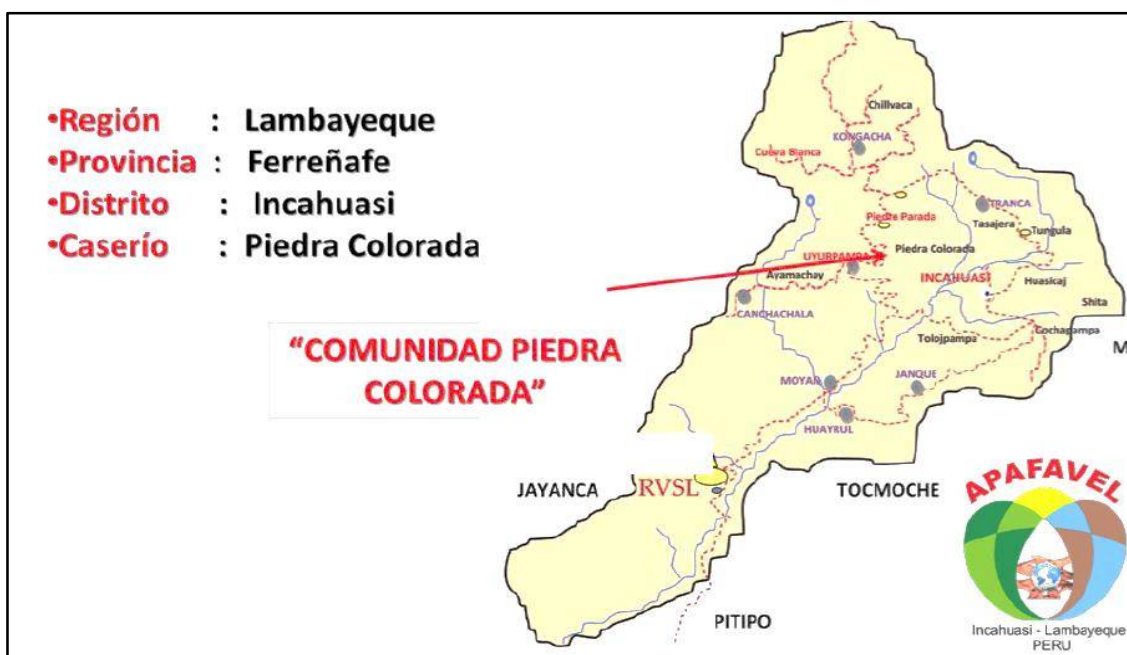 •Región : Lambayeque
•Provincia : Ferreñafe
•Distrito : Incahuasi
•Caserío : Piedra Colorada
“COMUNIDAD PIEDRA
COLORADA”
Chillvaca
KONGACHA
Cueva Blanca
TRANCA
Piedra Parada
Tasajera
Tungula
Piedra Colorada
UYURPAMPA
Ayamachay
INCAHUASI
Huasicaj
Shita
CANCHACHALA
Cochapampa
Tolojpampa
M
MOYAN
JANQUE
HUAYRUL
JAYANCA
RVSL
TOCMOCHE
PITIPO
APAFAVEL
Incahuasi - Lambayeque
PERU